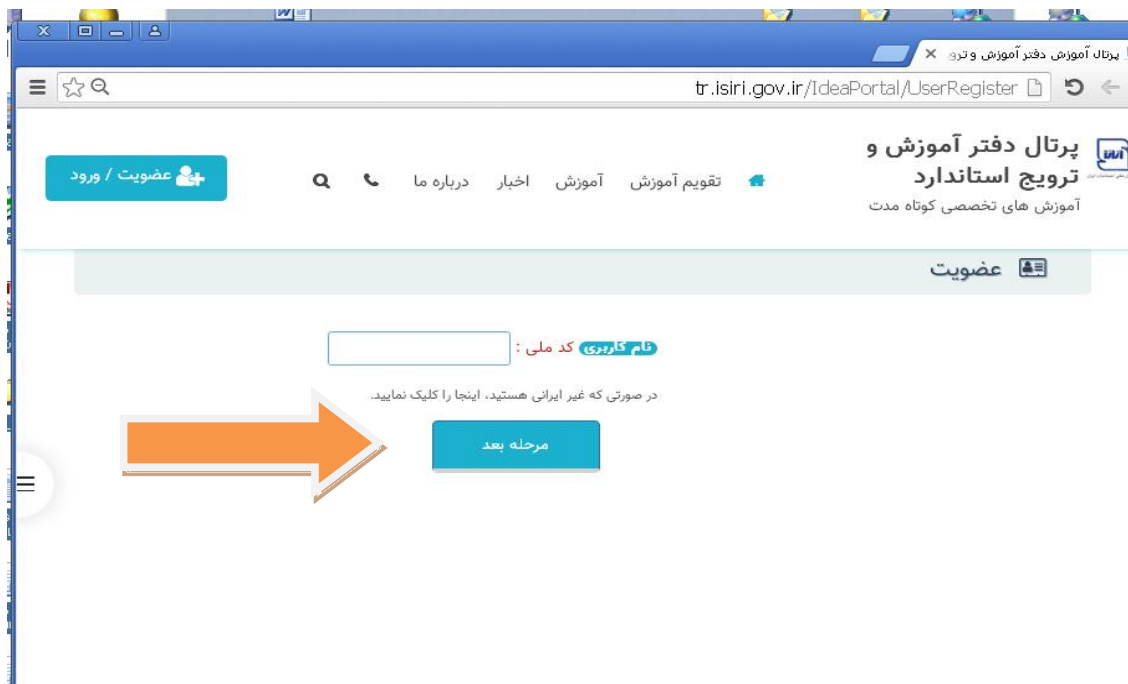 پرتال آموزش دفتر آموزش و ترو
tr.isiri.gov.ir/IdeaPortal/UserRegister
پرتال دفتر آموزش و
ترویج استاندارد
آموزش های تخصصی کوتاه مدت
تقویم آموزش آموزش اخبار درباره ما
عضویت / ورود
عضویت
نام کاربری کد ملی :
در صورتی که غیر ایرانی هستید، اینجا را کلیک نمایید.
مرحله بعد